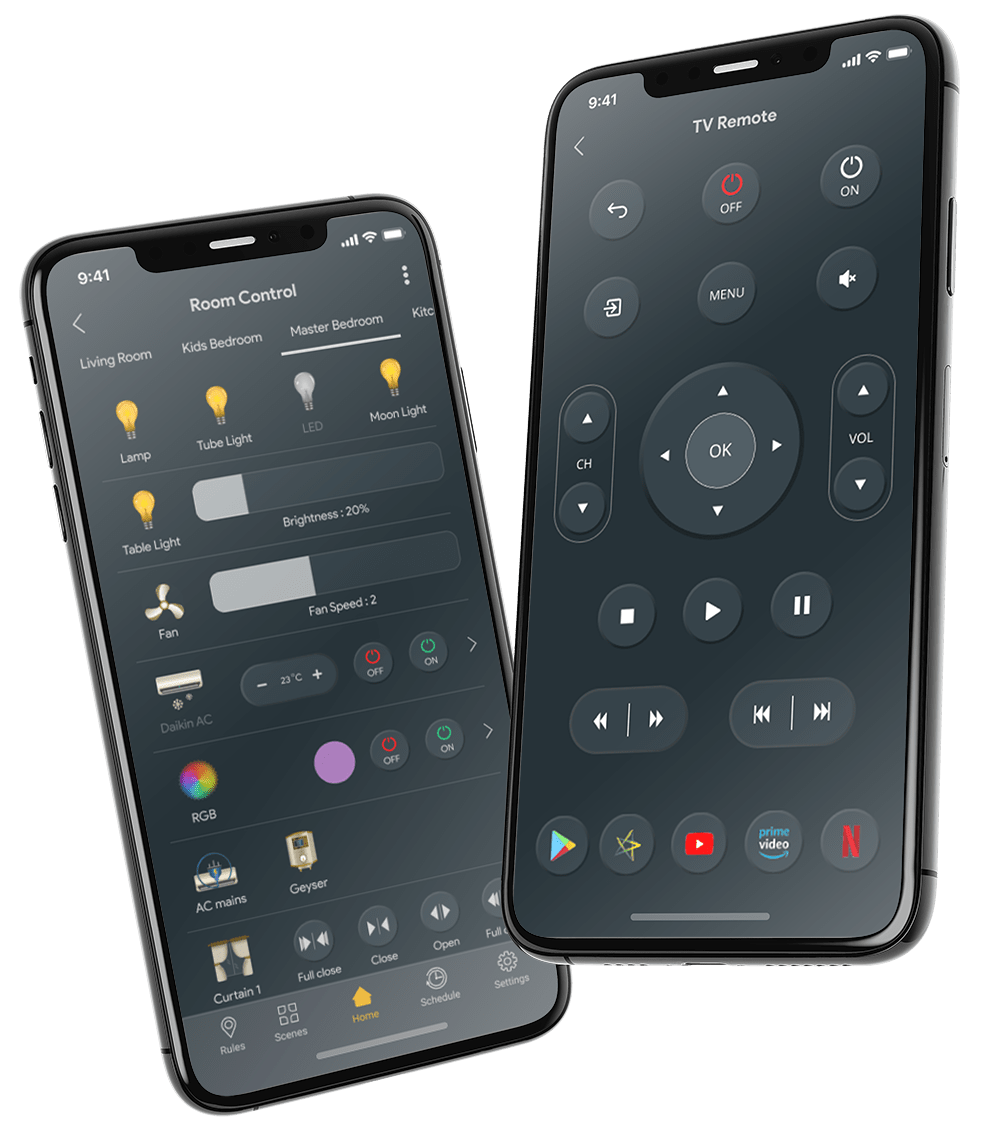 9:41
Room Control
Living Room
Kids Bedroom
Master Bedroom
Kitc
Lamp
Tube Light
LED
Moon Light
Table Light
Brightness : 20%
Fan
Fan Speed : 2
Daikin AC
– 23°C +
OFF
ON
RGB
OFF
ON
AC mains
Geyser
Curtain 1
Full close
Close
Open
Full
Rules
Scenes
Home
Schedule
Settings
9:41
TV Remote
OFF
ON
MENU
CH
OK
VOL
prime
video
N